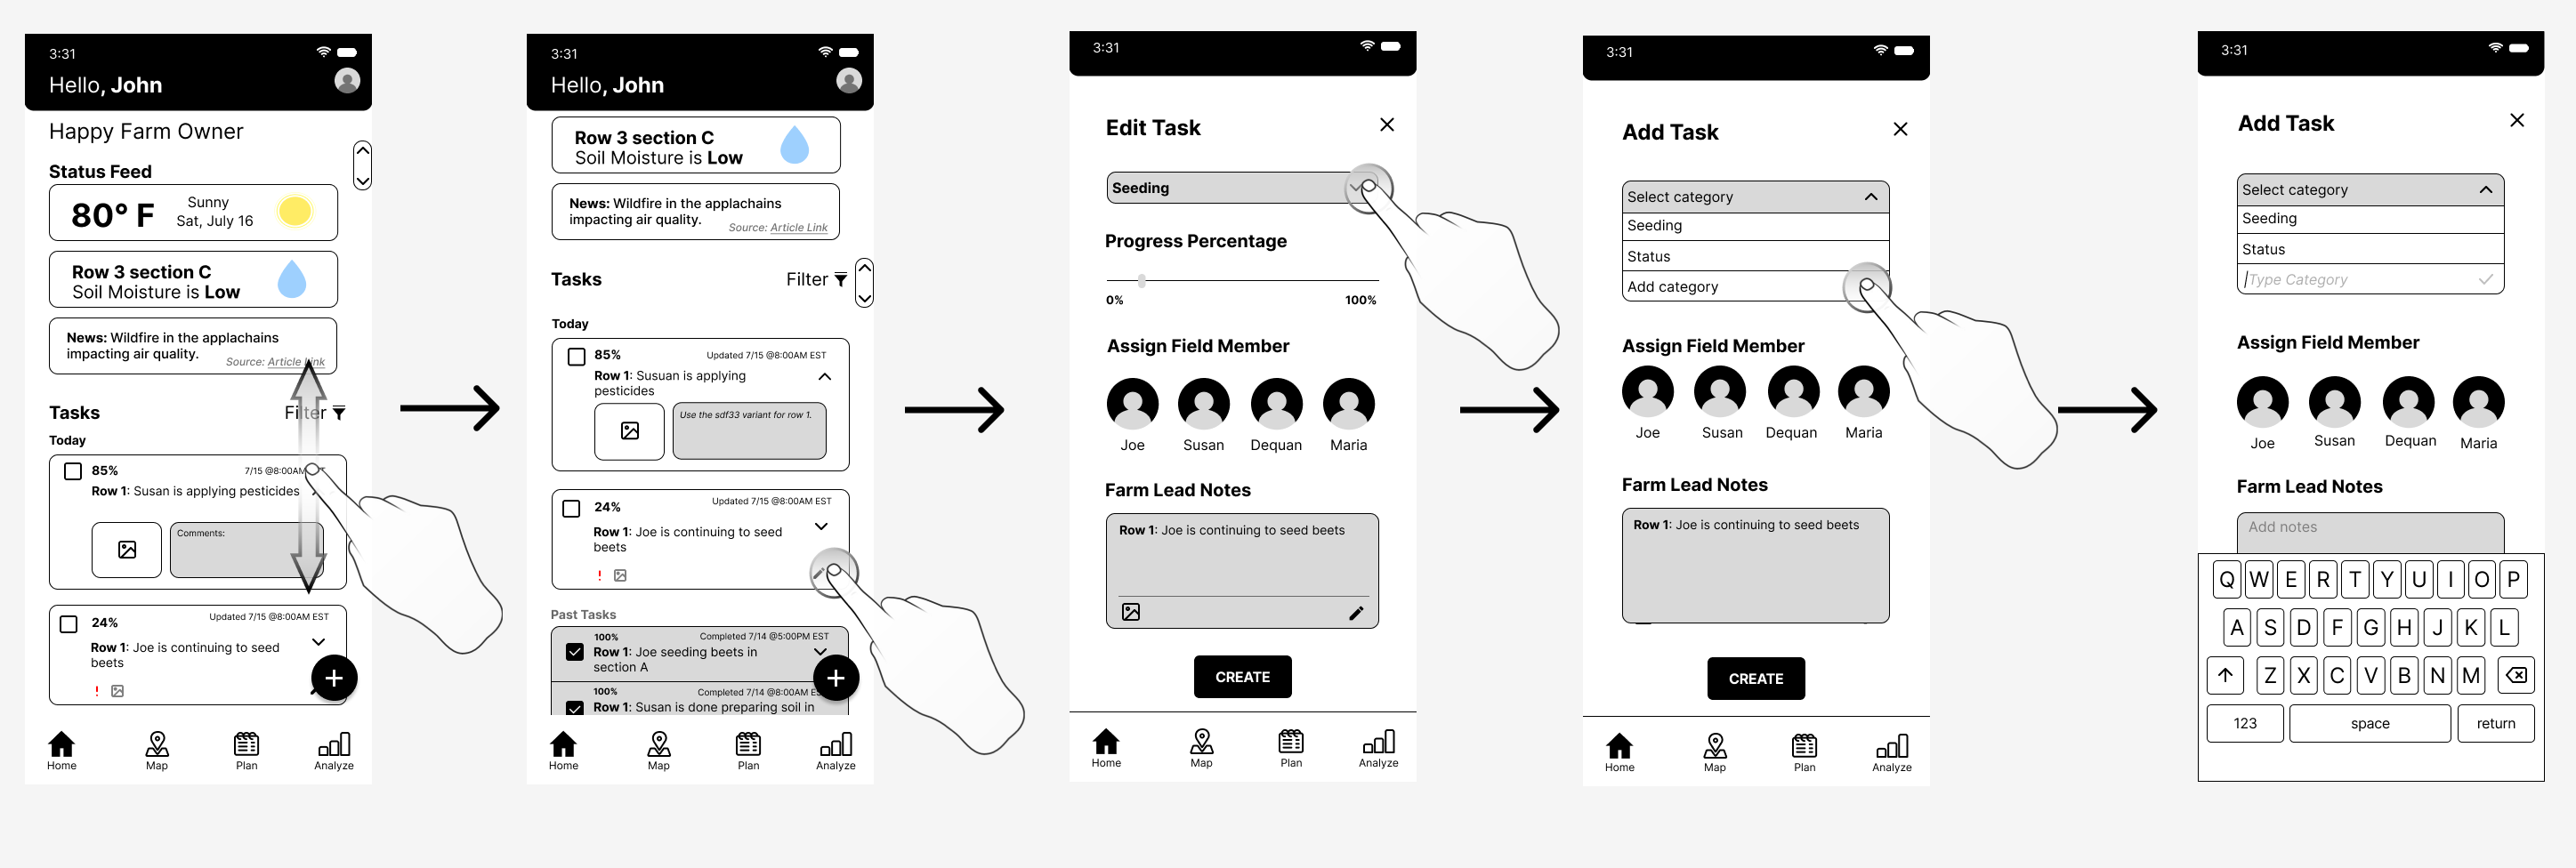 3:31
Hello, John
Happy Farm Owner
Status Feed
80° F
Sunny
Sat, July 16
Row 3 section C
Soil Moisture is Low
News: Wildfire in the applachains
impacting air quality.
Source: Article Link
Tasks
Filter
Today
85%
7/15 @8:00AM
Row 1: Susan is applying pesticides
Comments:
24%
Updated 7/15 @8:00AM EST
Row 1: Joe is continuing to seed
beets
!
+
Home
Map
Plan
Analyze
3:31
Hello, John
Row 3 section C
Soil Moisture is Low
News: Wildfire in the applachains
impacting air quality.
Source: Article Link
Tasks
Filter
Today
85%
Updated 7/15 @8:00AM EST
Row 1: Susuan is applying
pesticides
Use the sdf33 variant for row 1.
24%
Updated 7/15 @8:00AM EST
Row 1: Joe is continuing to seed
beets
!
Past Tasks
100%
Completed 7/14 @5:00PM EST
Row 1: Joe seeding beets in
section A
100%
Completed 7/14 @8:00AM
Row 1: Susan is done preparing soil in
+
Home
Map
Plan
Analyze
3:31
Edit Task
Seeding
Progress Percentage
0%
100%
Assign Field Member
Joe
Susan
Dequan
Maria
Farm Lead Notes
Row 1: Joe is continuing to seed beets
CREATE
Home
Map
Plan
Analyze
3:31
Add Task
Select category
Seeding
Status
Add category
Assign Field Member
Joe
Susan
Dequan
Maria
Farm Lead Notes
Row 1: Joe is continuing to seed beets
CREATE
Home
Map
Plan
Analyze
3:31
Add Task
Select category
Seeding
Status
Type Category
Assign Field Member
Joe
Susan
Dequan
Maria
Farm Lead Notes
Add notes
Q W E R T Y U I O P
A S D F G H J K L
Z X C V B N M
123 space return